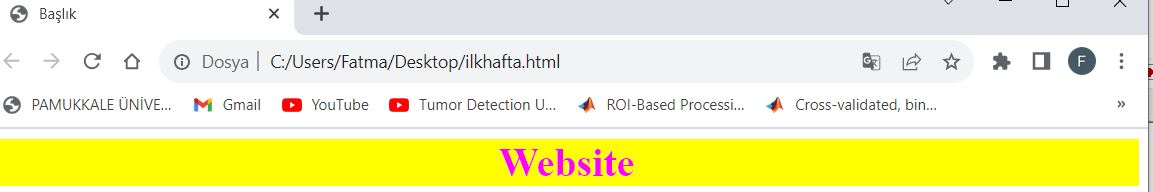 Başlık
Dosya | C:/Users/Fatma/Desktop/ilkhafta.html
F
PAMUKKALE ÜNİVE... Gmail YouTube Tumor Detection U... ROI-Based Processi... Cross-validated, bin... »
Website